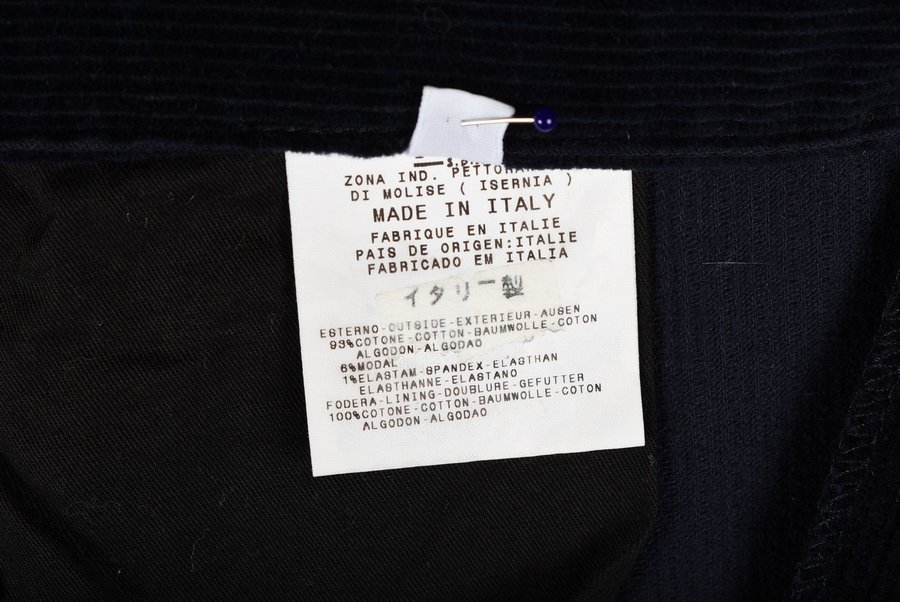 S.P.
ZONA IND. PETTORA
DI MOLISE ( ISERNIA )
MADE IN ITALY
FABRIQUE EN ITALIE
PAIS DE ORIGEN:ITALIE
FABRICADO EM ITALIA
イタリー製
ESTERNO-OUTSIDE-EXTERIEUR-AUSEN
93%COTONE-COTTON-BAUMWOLLE-COTON
ALGODON-ALGODAO
6%MODAL
1%ELASTAM-SPANDEX-ELASTHAN
ELASTHANNE-ELASTANO
FODERA-LINING-DOUBLURE-GEFUTTER
100%COTONE-COTTON-BAUMWOLLE-COTON
ALGODON-ALGODAO